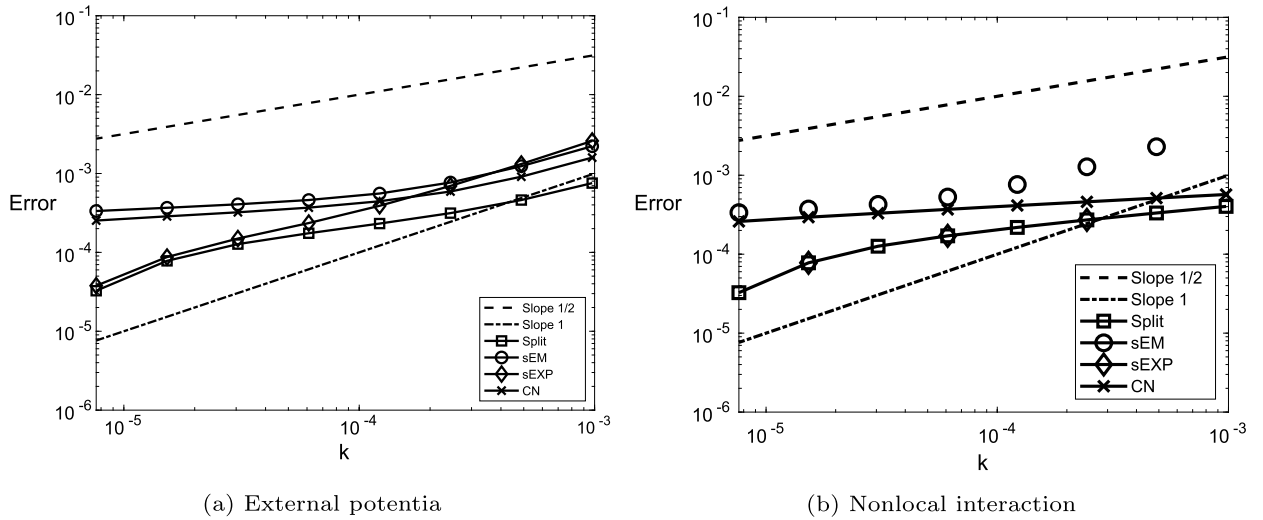 10^-1
10^-2
10^-3
10^-4
10^-5
10^-6
Error
10^-5
10^-4
10^-3
k
Slope 1/2
Slope 1
Split
sEM
sEXP
CN
(a) External potentia
10^-1
10^-2
10^-3
10^-4
10^-5
10^-6
Error
10^-5
10^-4
10^-3
k
Slope 1/2
Slope 1
Split
sEM
sEXP
CN
(b) Nonlocal interaction